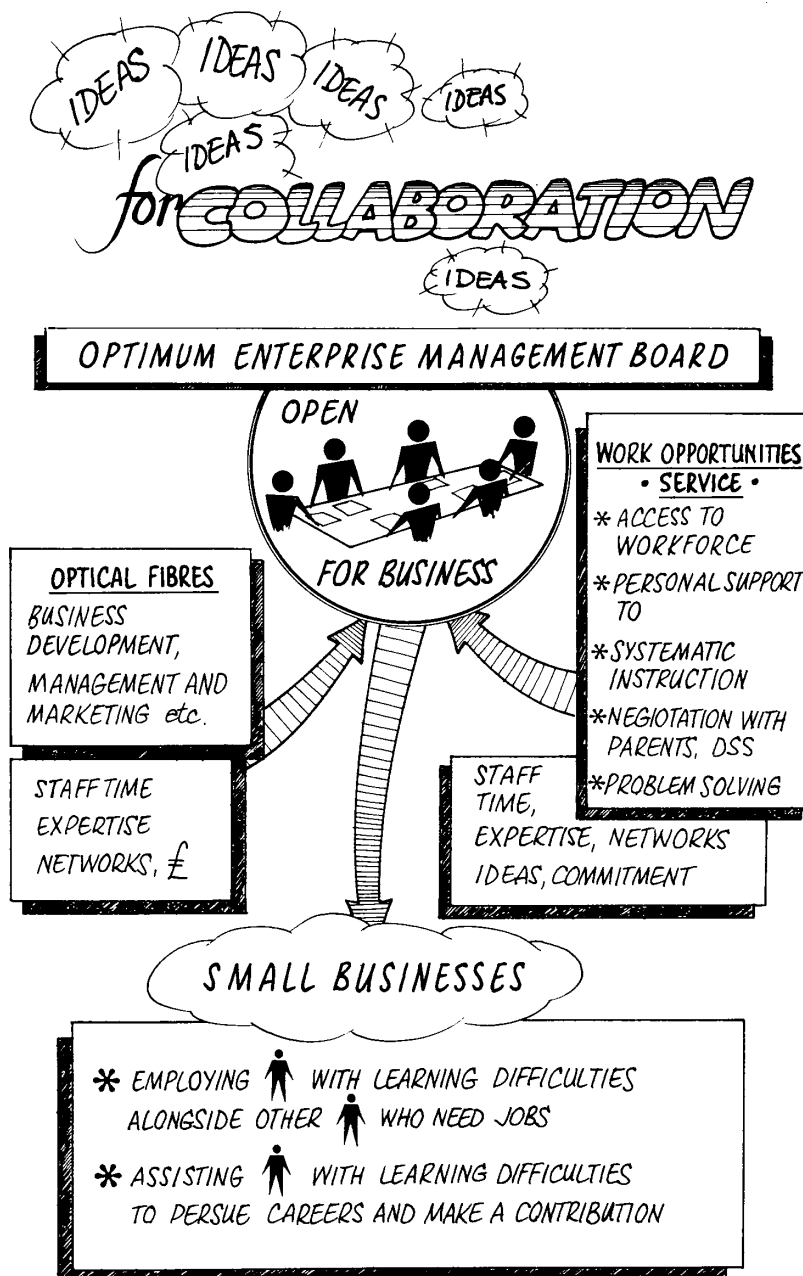 IDEAS
IDEAS
IDEAS
IDEAS
IDEAS
for COLLABORATION
IDEAS
OPTIMUM ENTERPRISE MANAGEMENT BOARD
OPEN
FOR BUSINESS
OPTICAL FIBRES
BUSINESS
DEVELOPMENT,
MANAGEMENT AND
MARKETING etc.
STAFF TIME
EXPERTISE
NETWORKS, £
WORK OPPORTUNITIES
• SERVICE •
* ACCESS TO
WORKFORCE
* PERSONAL SUPPORT
TO
* SYSTEMATIC
INSTRUCTION
* NEGIOTATION WITH
PARENTS, DSS
* PROBLEM SOLVING
STAFF
TIME,
EXPERTISE, NETWORKS
IDEAS, COMMITMENT
SMALL BUSINESSES
* EMPLOYING WITH LEARNING DIFFICULTIES
ALONGSIDE OTHER WHO NEED JOBS
* ASSISTING WITH LEARNING DIFFICULTIES
TO PERSUE CAREERS AND MAKE A CONTRIBUTION